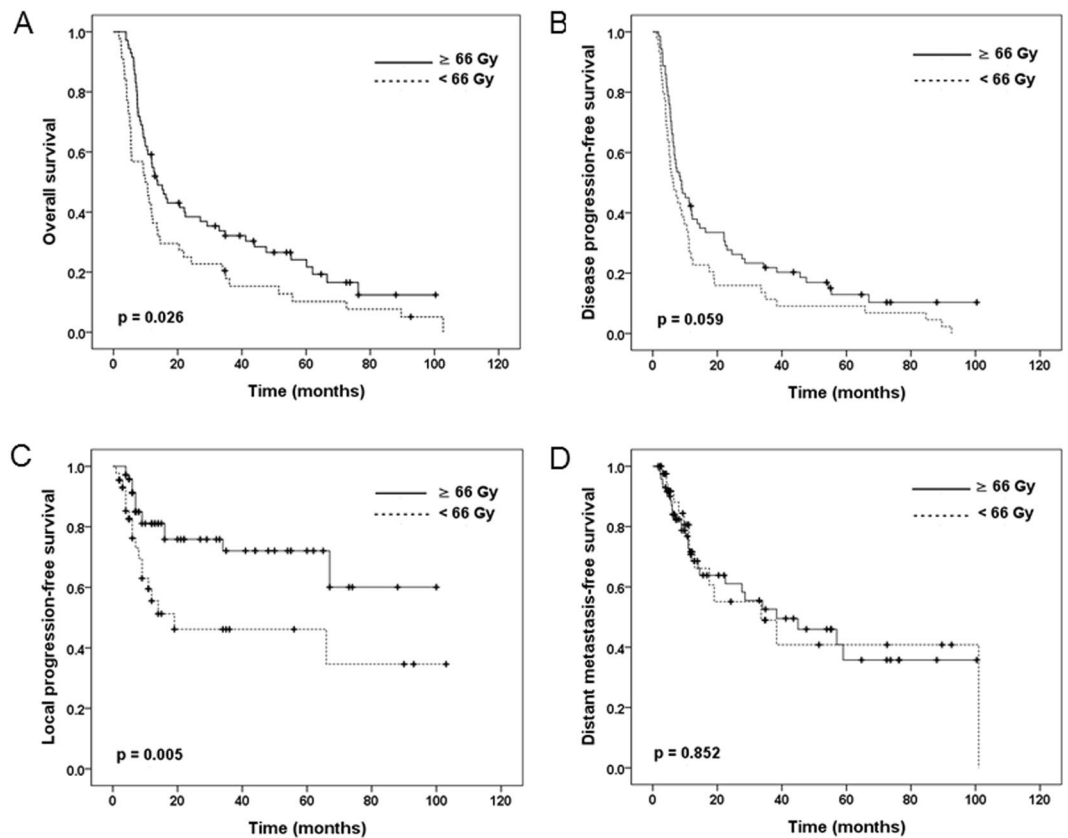 A
Overall survival
1.0
0.8
0.6
0.4
0.2
0.0
≥ 66 Gy
< 66 Gy
p = 0.026
0 20 40 60 80 100 120
Time (months)
B
Disease progression-free survival
1.0
0.8
0.6
0.4
0.2
0.0
≥ 66 Gy
< 66 Gy
p = 0.059
0 20 40 60 80 100 120
Time (months)
C
Local progression-free survival
1.0
0.8
0.6
0.4
0.2
0.0
≥ 66 Gy
< 66 Gy
p = 0.005
0 20 40 60 80 100 120
Time (months)
D
Distant metastasis-free survival
1.0
0.8
0.6
0.4
0.2
0.0
≥ 66 Gy
< 66 Gy
p = 0.852
0 20 40 60 80 100 120
Time (months)